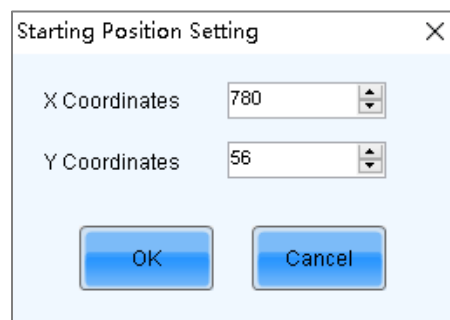 Starting Position Setting
X Coordinates 780
Y Coordinates 56
OK Cancel